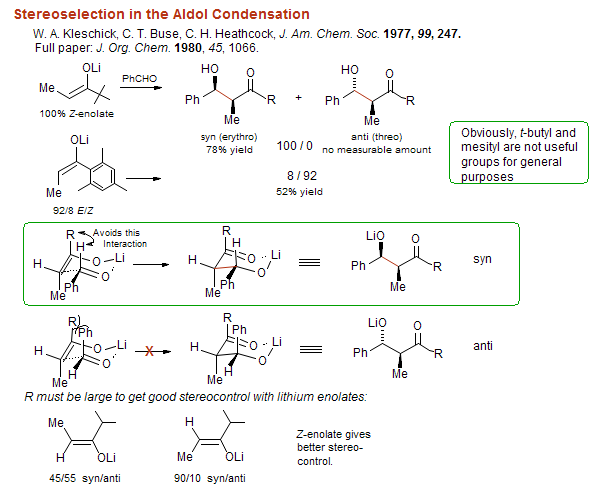 Stereoselection in the Aldol Condensation
W. A. Kleschick, C. T. Buse, C. H. Heathcock, J. Am. Chem. Soc. 1977, 99, 247.
Full paper: J. Org. Chem. 1980, 45, 1066.
OLi
Me
PhCHO
100% Z-enolate
HO O
Ph R
Me
+
HO O
Ph R
Me
syn (erythro)
78% yield
100 / 0
anti (threo)
no measurable amount
Obviously, t-butyl and
mesityl are not useful
groups for general
purposes
OLi
Me
92/8 E/Z
8 / 92
52% yield
R
Avoids this
Interaction
H
H
O
Li
O
Ph
Me
R
H
H
O
Li
O
Ph
Me
LiO O
Ph R
Me
syn
R
Ph
H
O
Li
O
H
Me
X
R
Ph
H
O
Li
O
H
Me
LiO O
Ph R
Me
anti
R must be large to get good stereocontrol with lithium enolates:
Me
H OLi
45/55 syn/anti
H
Me OLi
90/10 syn/anti
Z-enolate gives
better stereo-
control.